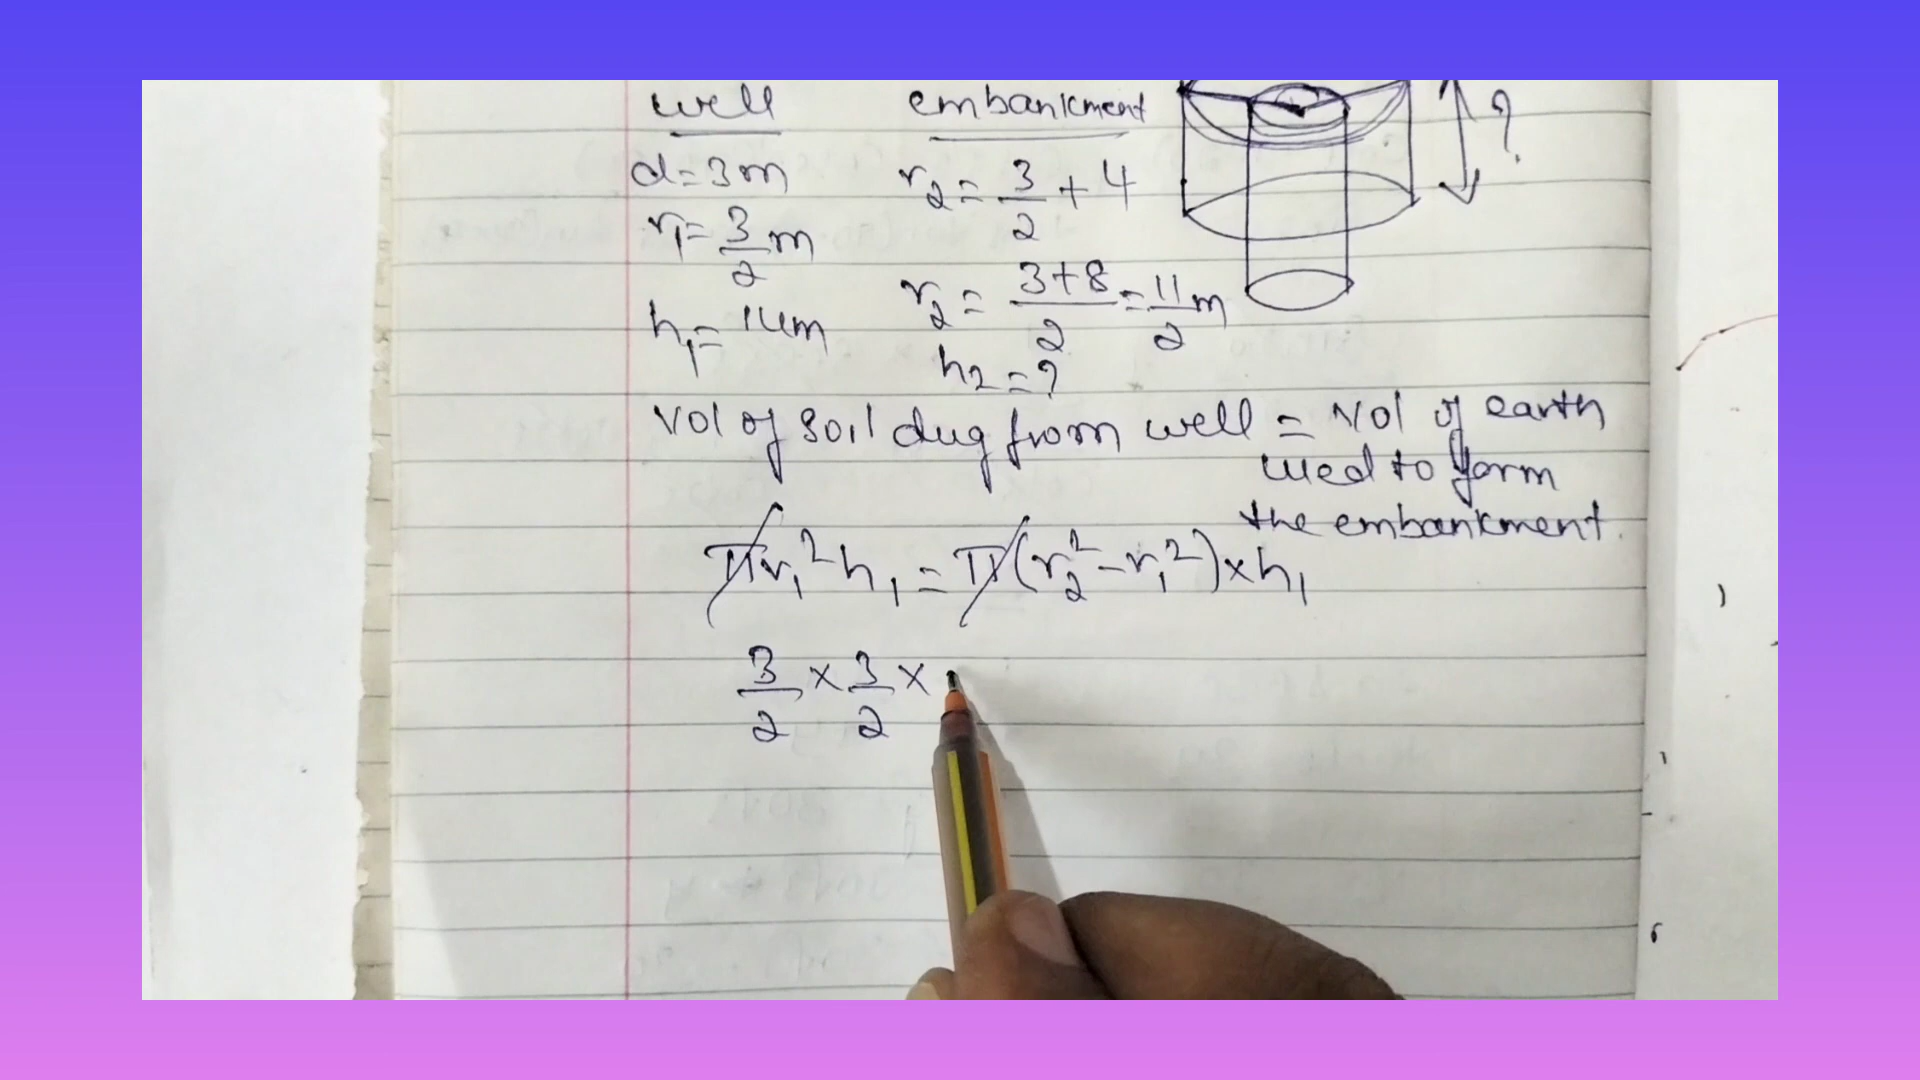 well
d=3m
r1=3/2m
h1=14m
embankment
r2=3/2+4
r2=3+8/2=11/2m
h2=?
?
Vol of soil dug from well = Vol of earth
used to form
the embankment.
πr1²h1=π(r2²-r1²)×h1
3/2×3/2×